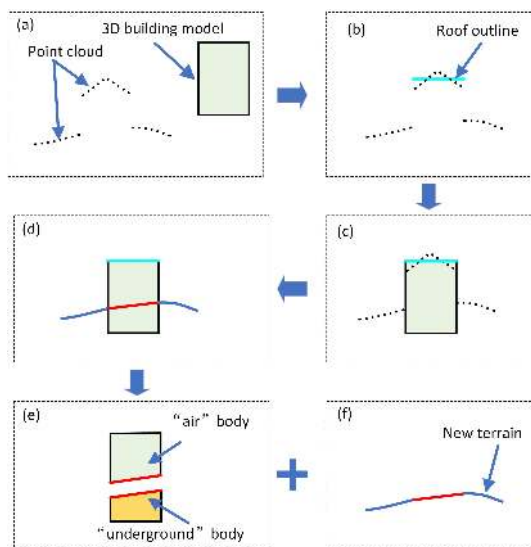 (a)
3D building model
Point cloud
(b)
Roof outline
(d)
(c)
(e)
“air” body
“underground” body
(f)
New terrain